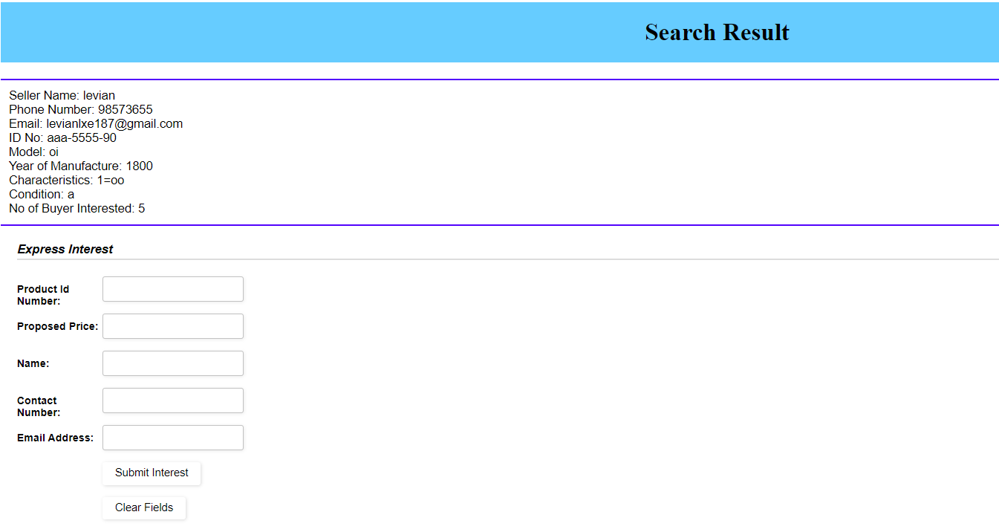 Search Result
Seller Name: levian
Phone Number: 98573655
Email: levianlxe187@gmail.com
ID No: aaa-5555-90
Model: oi
Year of Manufacture: 1800
Characteristics: 1=oo
Condition: a
No of Buyer Interested: 5
Express Interest
Product Id
Number:
Proposed Price:
Name:
Contact
Number:
Email Address:
Submit Interest
Clear Fields